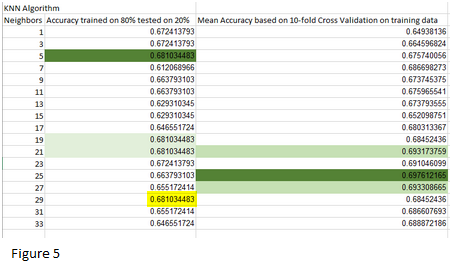 KNN Algorithm
Neighbors Accuracy trained on 80% tested on 20% Mean Accuracy based on 10-fold Cross Validation on training data
1 0.672413793 0.64938136
3 0.672413793 0.664596824
5 0.681034483 0.675740056
7 0.612068966 0.686698273
9 0.663793103 0.673745375
11 0.663793103 0.675965541
13 0.629310345 0.673793555
15 0.629310345 0.652098751
17 0.646551724 0.680313367
19 0.681034483 0.68452436
21 0.681034483 0.693173759
23 0.672413793 0.691046099
25 0.663793103 0.697612165
27 0.655172414 0.693308665
29 0.681034483 0.68452436
31 0.655172414 0.686607693
33 0.646551724 0.688872186
Figure 5